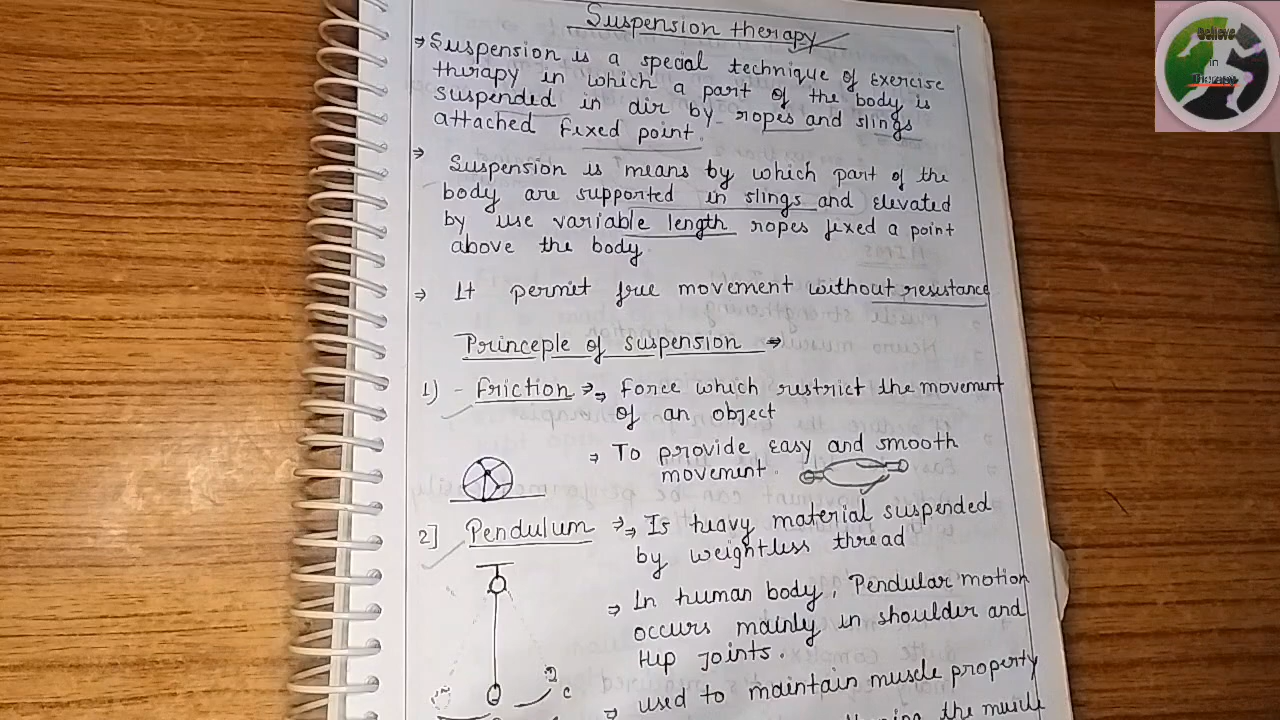 Suspension therapy
→ Suspension is a special technique of Exercise
therapy in which a part of the body is
suspended in air by ropes and slings
attached fixed point.
→
Suspension is means by which part of the
body are supported in slings and Elevated
by use variable length ropes fixed a point
above the body.
→ It permit free movement without resistance
Princeple of suspension →
1) - Friction →→ Force which restrict the movement
of an object
→ To provide easy and smooth
movement.
2] Pendulum →→ Is heavy material suspended
by weightless thread
→ In human body, Pendular motion
occurs mainly in shoulder and
Hip Joints.
→ used to maintain muscle property
the muscle
C
Believe
in
Therapy